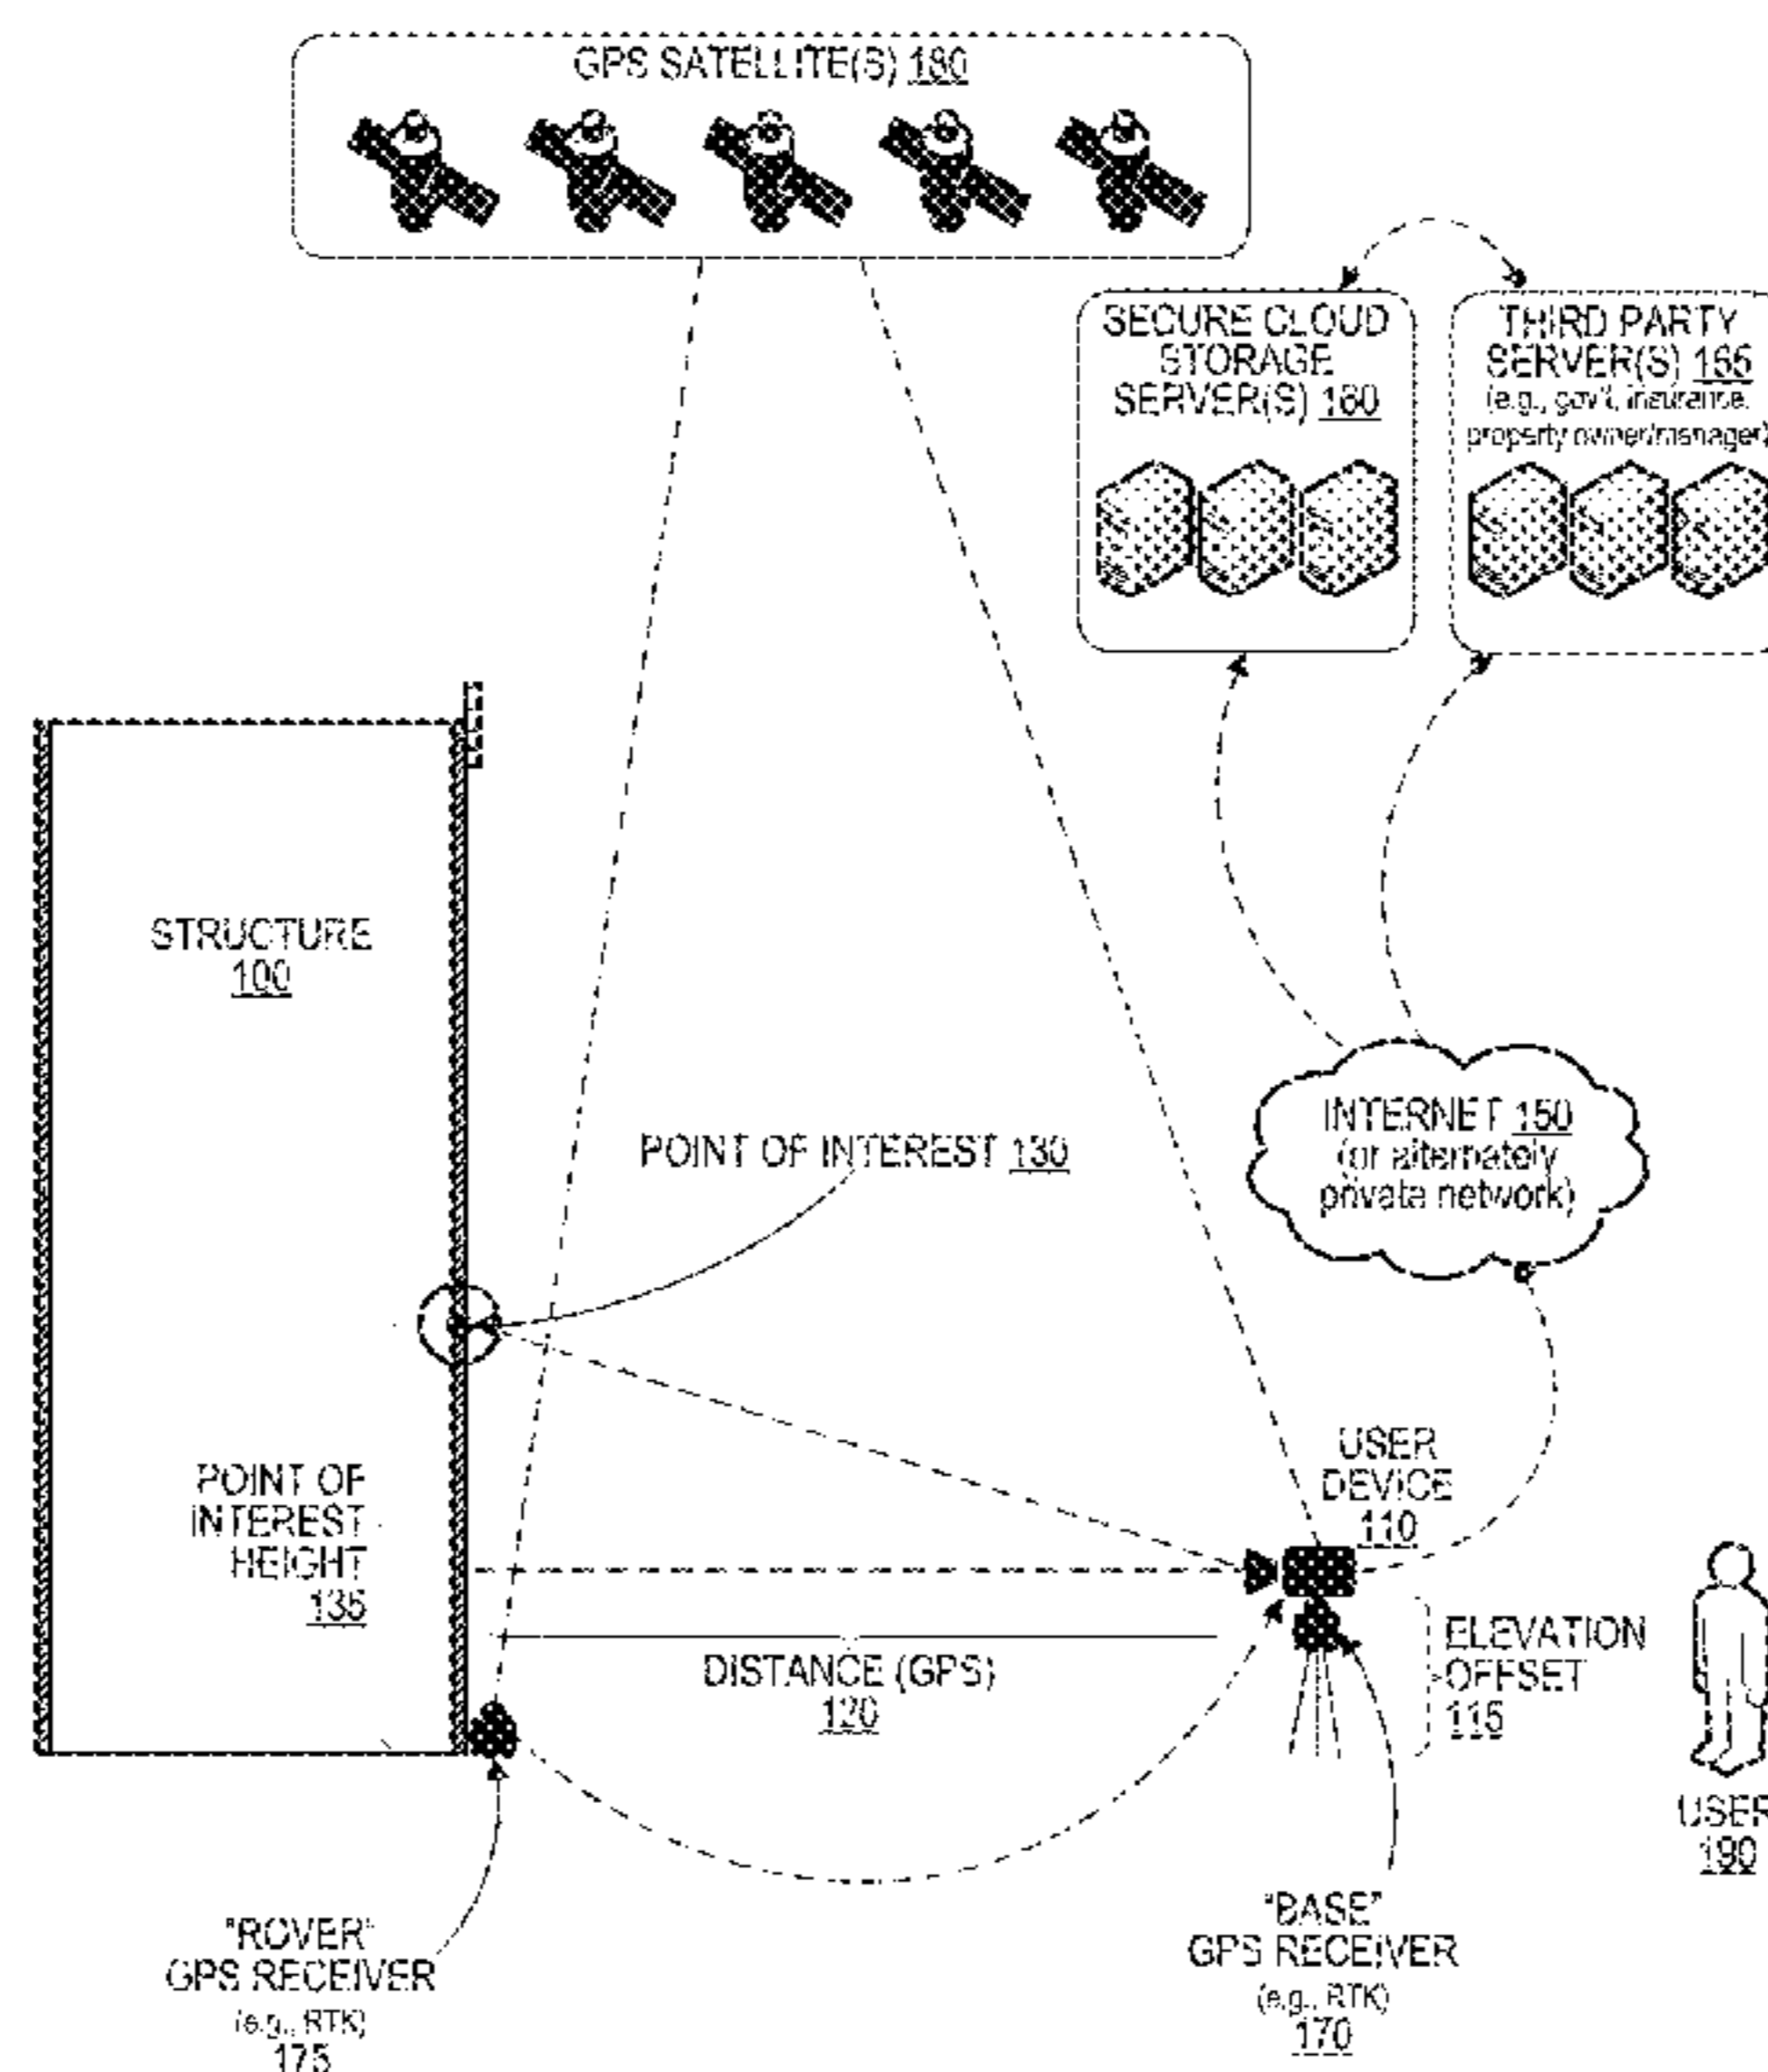 GPS SATELLITE(S) 180
SECURE CLOUD
STORAGE
SERVER(S) 160
THIRD PARTY
SERVER(S) 165
(e.g., gov't, insurance,
property owner/manager)
STRUCTURE
100
POINT OF INTEREST 130
INTERNET 150
(or alternately
private network)
USER
DEVICE
110
POINT OF
INTEREST
HEIGHT
135
DISTANCE (GPS)
120
ELEVATION
OFFSET
115
USER
190
"ROVER"
GPS RECEIVER
(e.g., RTK)
175
"BASE"
GPS RECEIVER
(e.g., RTK)
170